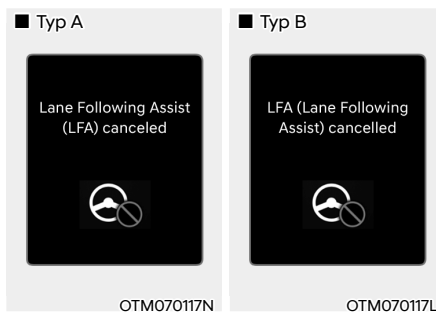 ■ Typ A
Lane Following Assist
(LFA) canceled
OTM070117N
■ Typ B
LFA (Lane Following
Assist) cancelled
OTM070117L